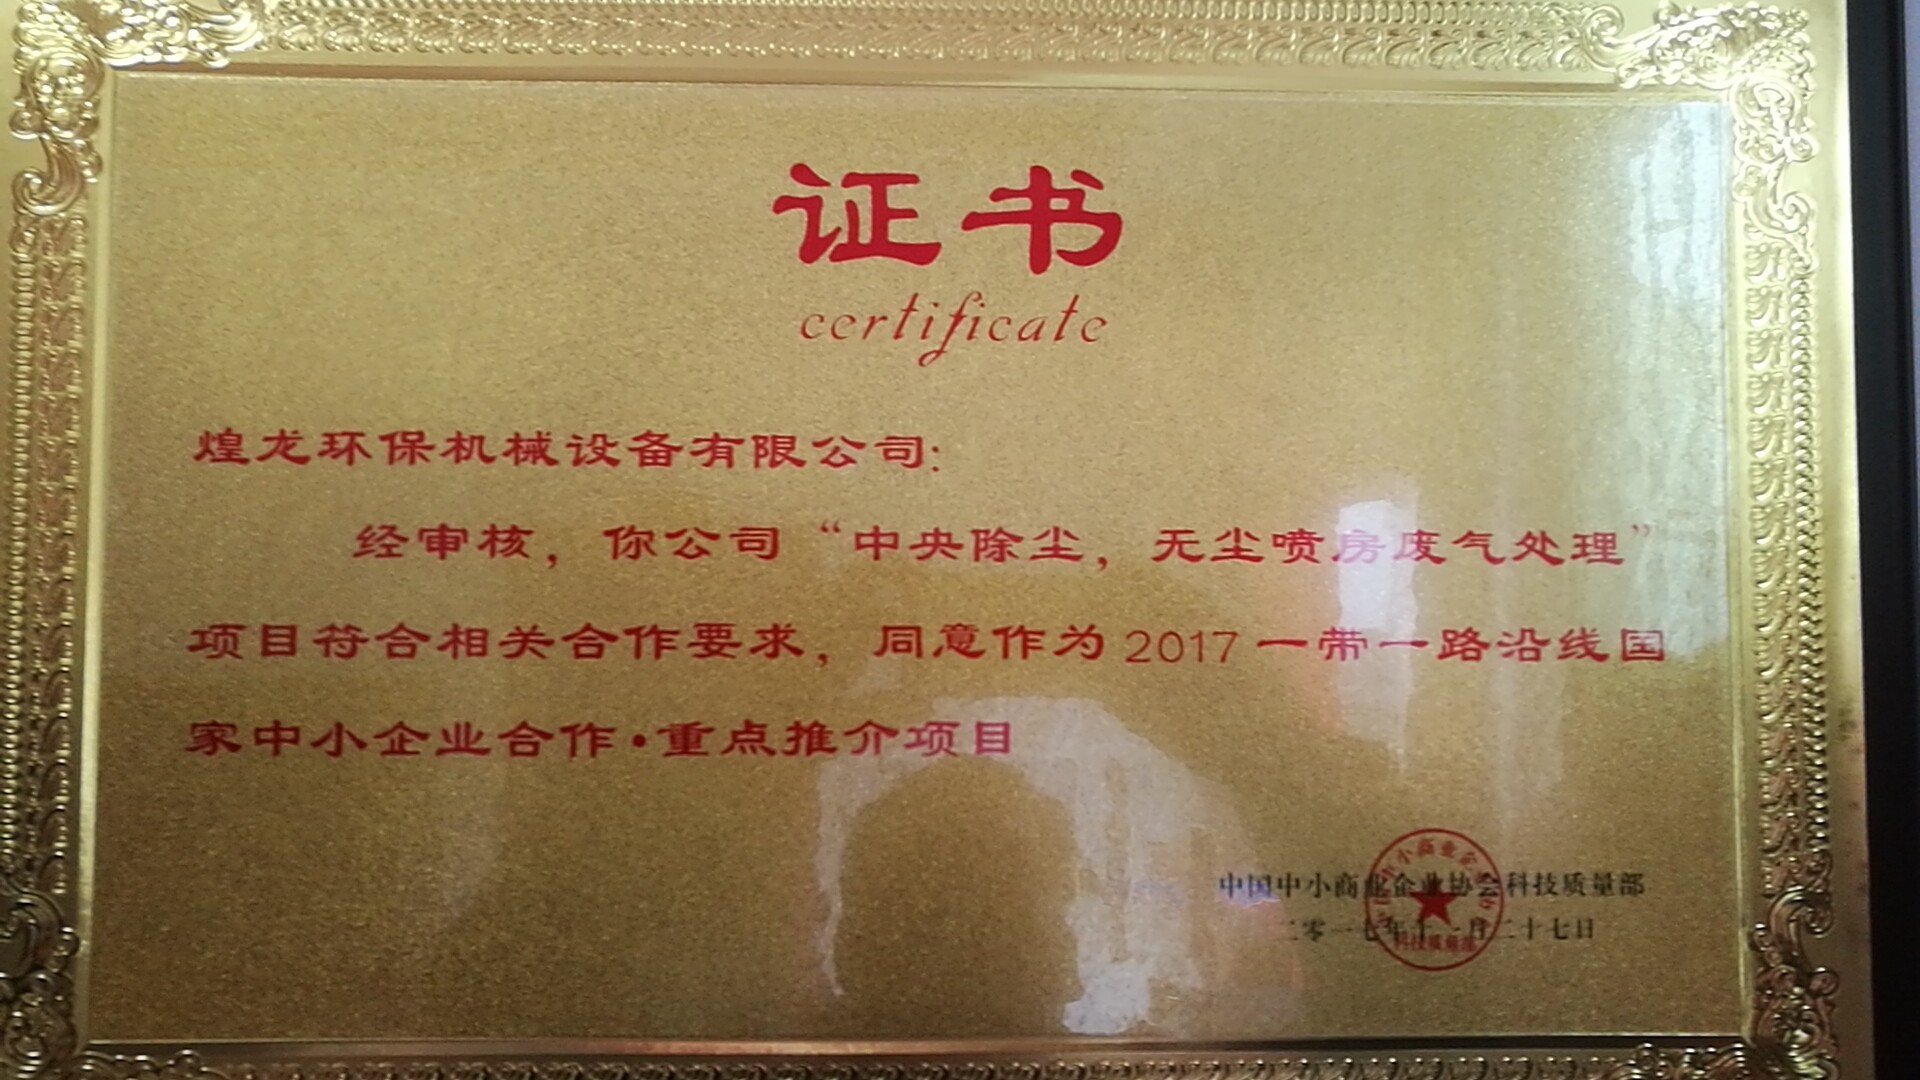 证书
certificate
煌龙环保机械设备有限公司：
经审核，你公司“中央除尘，无尘喷房废气处理”
项目符合相关合作要求，同意作为2017一带一路沿线国
家中小企业合作·重点推介项目
中国中小商业企业协会科技质量部
二零一七年十一月二十七日